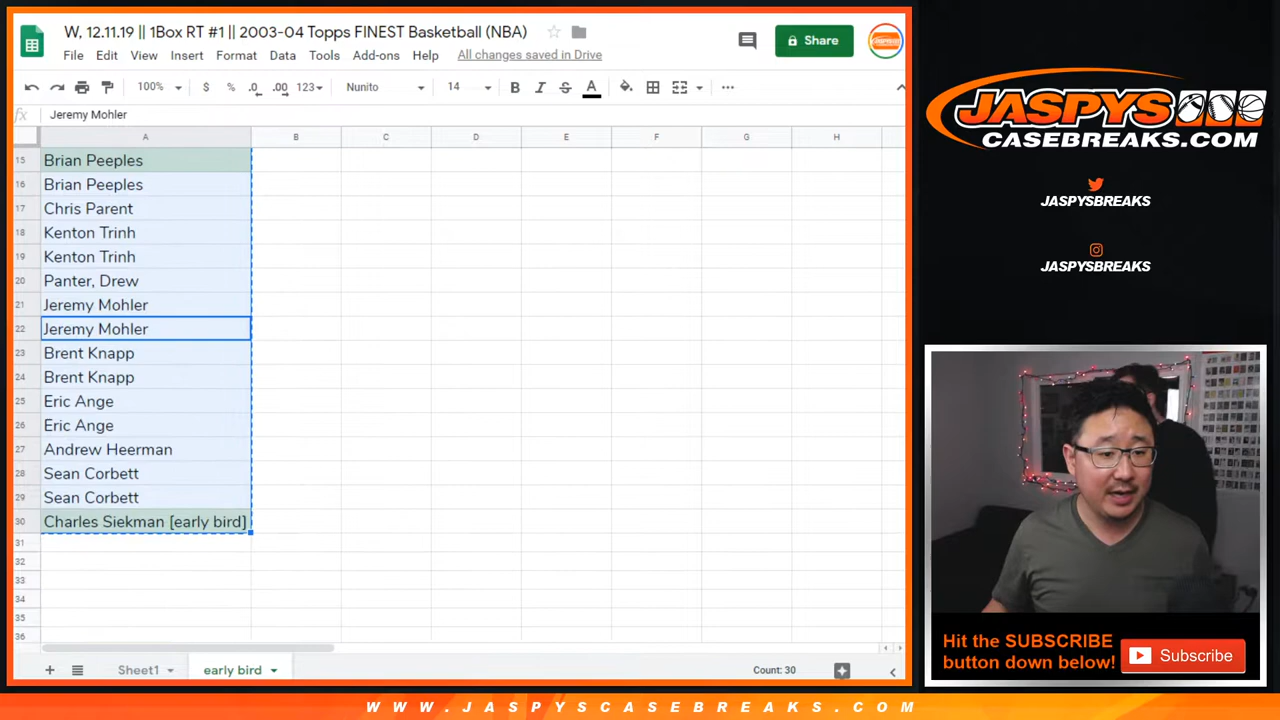 W, 12.11.19 || 1Box RT #1 || 2003-04 Topps FINEST Basketball (NBA)
File Edit View Insert Format Data Tools Add-ons Help All changes saved in Drive
Share
100% $ % .0 .00 123 Nunito 14 B I S A
fx Jeremy Mohler
A B C D E F G H
15 Brian Peeples
16 Brian Peeples
17 Chris Parent
18 Kenton Trinh
19 Kenton Trinh
20 Panter, Drew
21 Jeremy Mohler
22 Jeremy Mohler
23 Brent Knapp
24 Brent Knapp
25 Eric Ange
26 Eric Ange
27 Andrew Heerman
28 Sean Corbett
29 Sean Corbett
30 Charles Siekman [early bird]
31
32
33
34
35
36
Sheet1 early bird Count: 30
JASPYS
CASEBREAKS.COM
JASPYSBREAKS
JASPYSBREAKS
Hit the SUBSCRIBE
button down below!
Subscribe
WWW.JASPYSCASEBREAKS.COM